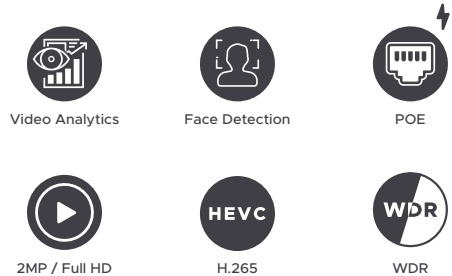 Video Analytics
Face Detection
POE
HEVC
WDR
2MP / Full HD
H.265
WDR